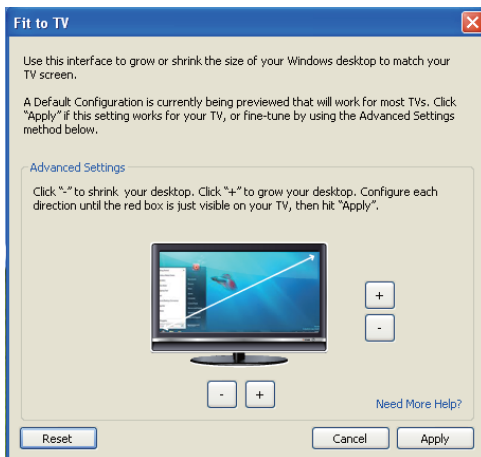 Fit to TV
Use this interface to grow or shrink the size of your Windows desktop to match your
TV screen.
A Default Configuration is currently being previewed that will work for most TVs. Click
"Apply" if this setting works for your TV, or fine-tune by using the Advanced Settings
method below.
Advanced Settings
Click "-" to shrink your desktop. Click "+" to grow your desktop. Configure each
direction until the red box is just visible on your TV, then hit "Apply".
+
-
- +
Need More Help?
Reset Cancel Apply